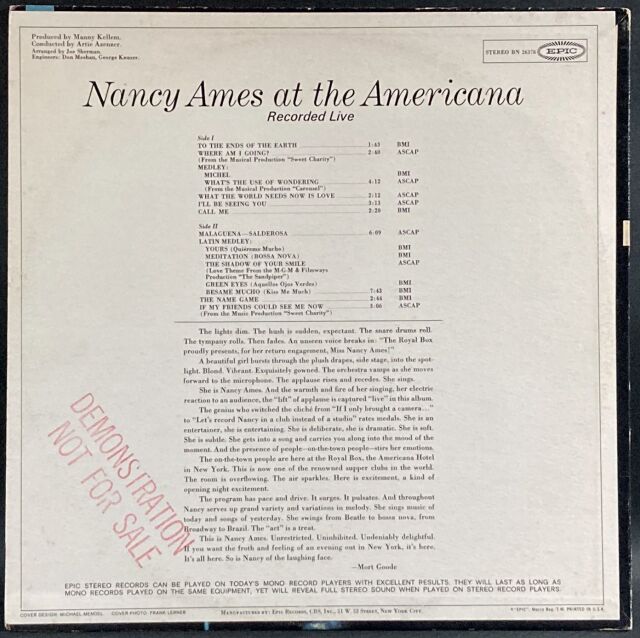 Produced by Manny Kellem,
Conducted by Artie Azenzer.
Arranged by Joe Sherman.
Engineers: Don Meehan, George Kneurr.
STEREO BN 26378 EPIC
Nancy Ames at the Americana
Recorded Live
Side I
TO THE ENDS OF THE EARTH 1:43 BMI
WHERE AM I GOING? 2:48 ASCAP
(From the Musical Production "Sweet Charity")
MEDLEY:
MICHEL BMI
WHAT'S THE USE OF WONDERING 4:12 ASCAP
(From the Musical Production "Carousel")
WHAT THE WORLD NEEDS NOW IS LOVE 2:12 ASCAP
I'LL BE SEEING YOU 3:13 ASCAP
CALL ME 2:20 BMI
Side II
MALAGUENA—SALDEROSA 6:09 ASCAP
LATIN MEDLEY:
YOURS (Quiéreme Mucho) BMI
MEDITATION (BOSSA NOVA) BMI
THE SHADOW OF YOUR SMILE ASCAP
(Love Theme From the M-G-M & Filmways
Production "The Sandpiper")
GREEN EYES (Aquellos Ojos Verdes) BMI
BESAME MUCHO (Kiss Me Much) 7:43 BMI
THE NAME GAME 2:44 BMI
IF MY FRIENDS COULD SEE ME NOW 3:06 ASCAP
(From the Music Production "Sweet Charity")
The lights dim. The hush is sudden, expectant. The snare drums roll.
The tympany rolls. Then fades. An unseen voice breaks in: "The Royal Box
proudly presents, for her return engagement, Miss Nancy Ames!"
A beautiful girl bursts through the plush drapes, side stage, into the spot-
light. Blond. Vibrant. Exquisitely gowned. The orchestra vamps as she moves
forward to the microphone. The applause rises and recedes. She sings.
She is Nancy Ames. And the warmth and fire of her singing, her electric
reaction to an audience, the "lift" of applause is captured "live" in this album.
The genius who switched the cliché from "If I only brought a camera..."
to "Let's record Nancy in a club instead of a studio" rates medals. She is an
entertainer, she is entertaining. She is deliberate, she is dramatic. She is soft.
She is subtle. She gets into a song and carries you along into the mood of the
moment. And the presence of people—on-the-town people—stirs her emotions.
The on-the-town people are here at the Royal Box, the Americana Hotel
in New York. This is now one of the renowned supper clubs in the world.
The room is overflowing. The air sparkles. Here is excitement, a kind of
opening night excitement.
The program has pace and drive. It surges. It pulsates. And throughout
Nancy serves up grand variety and variations in melody. She sings music of
today and songs of yesterday. She swings from Beatle to bossa nova, from
Broadway to Brazil. The "act" is a treat.
This is Nancy Ames. Unrestricted. Uninhibited. Undeniably delightful.
If you want the froth and feeling of an evening out in New York, it's here.
It's all here. So is Nancy of the laughing face.
—Mort Goode
DEMONSTRATION
NOT FOR SALE
EPIC STEREO RECORDS CAN BE PLAYED ON TODAY'S MONO RECORD PLAYERS WITH EXCELLENT RESULTS. THEY WILL LAST AS LONG AS
MONO RECORDS PLAYED ON THE SAME EQUIPMENT, YET WILL REVEAL FULL STEREO SOUND WHEN PLAYED ON STEREO RECORD PLAYERS.
COVER DESIGN: MICHAEL MENDEL COVER PHOTO: FRANK LERNER MANUFACTURED BY: EPIC RECORDS, CBS, INC., 51 W. 52 STREET, NEW YORK CITY. ® "EPIC", Marca Reg. T.M. PRINTED IN U.S.A.